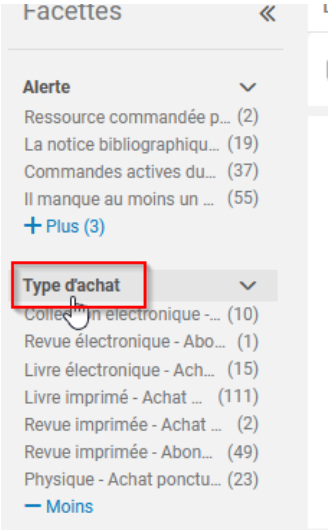 Facettes «
Alerte
Ressource commandée p... (2)
La notice bibliographiqu... (19)
Commandes actives du... (37)
Il manque au moins un ... (55)
+ Plus (3)
Type d'achat
Collection électronique -... (10)
Revue électronique - Abo... (1)
Livre électronique - Ach... (15)
Livre imprimé - Achat ... (111)
Revue imprimée - Achat ... (2)
Revue imprimée - Abon... (49)
Physique - Achat ponctu... (23)
— Moins